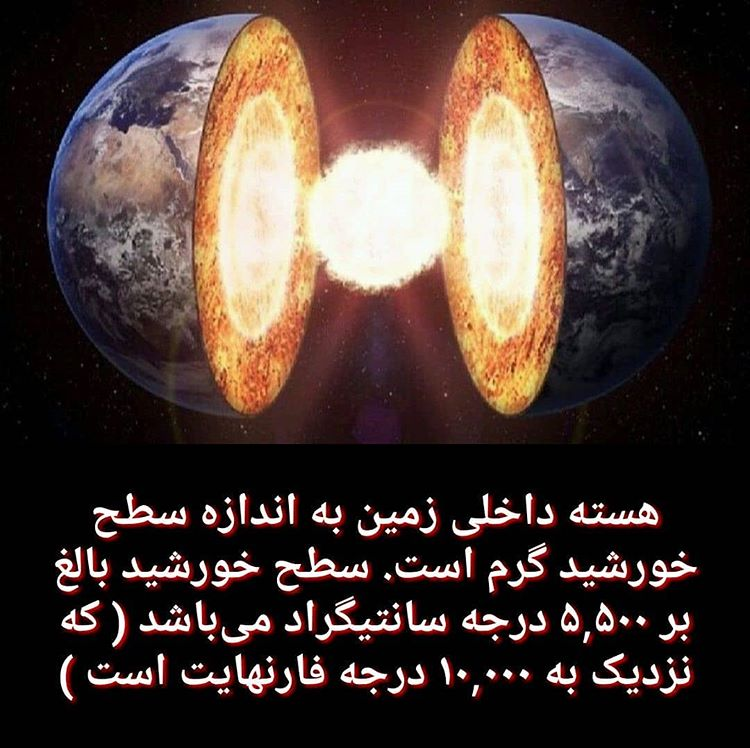 هسته داخلی زمین به اندازه سطح
خورشید گرم است. سطح خورشید بالغ
بر ۵,۵۰۰ درجه سانتیگراد می‌باشد ( که
نزدیک به ۱۰,۰۰۰ درجه فارنهایت است )